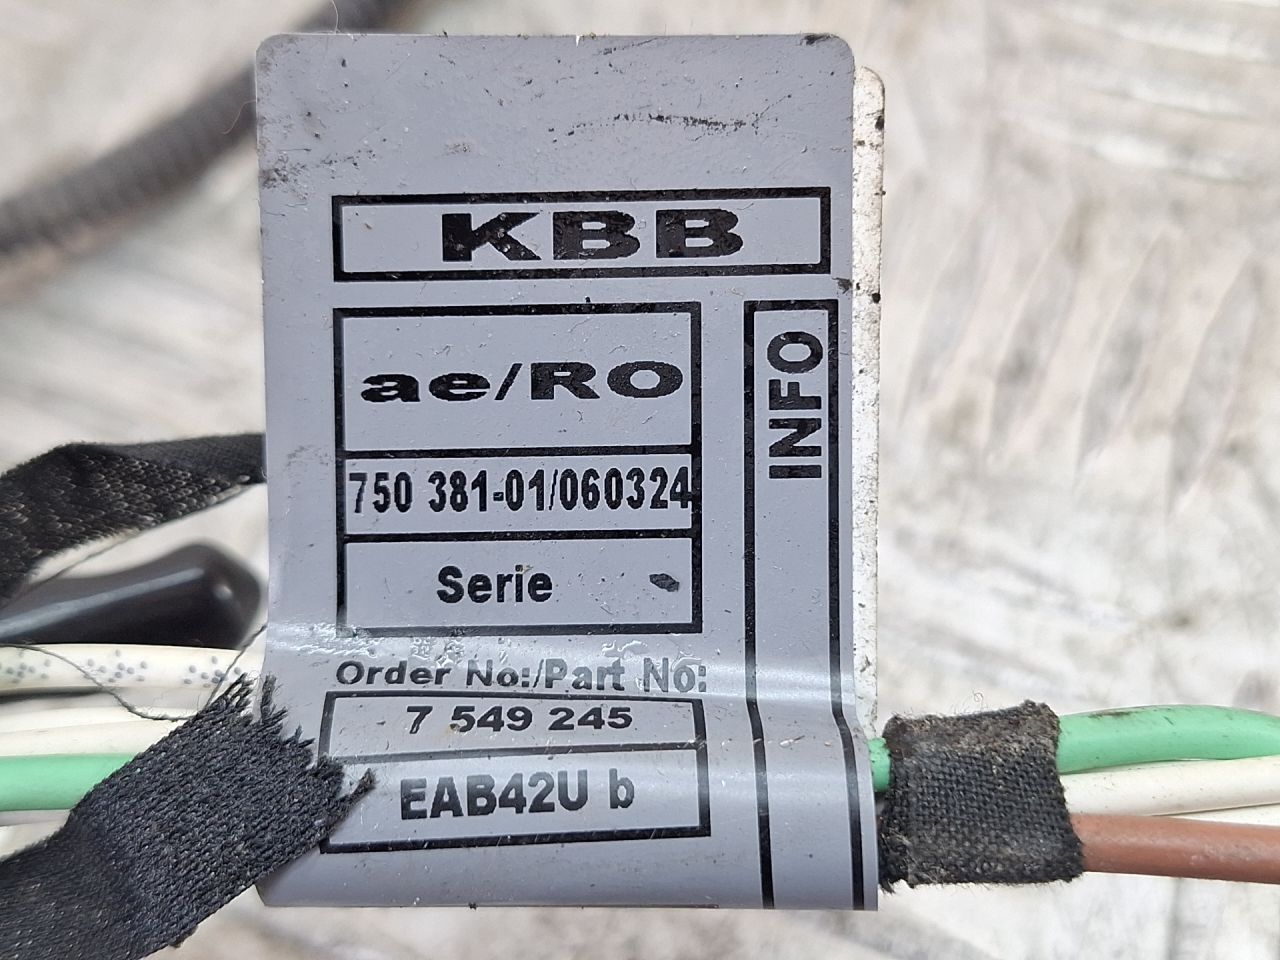 KBB
ae/RO
INFO
750 381-01/060324
Serie
Order No:/Part No:
7 549 245
EAB42U b